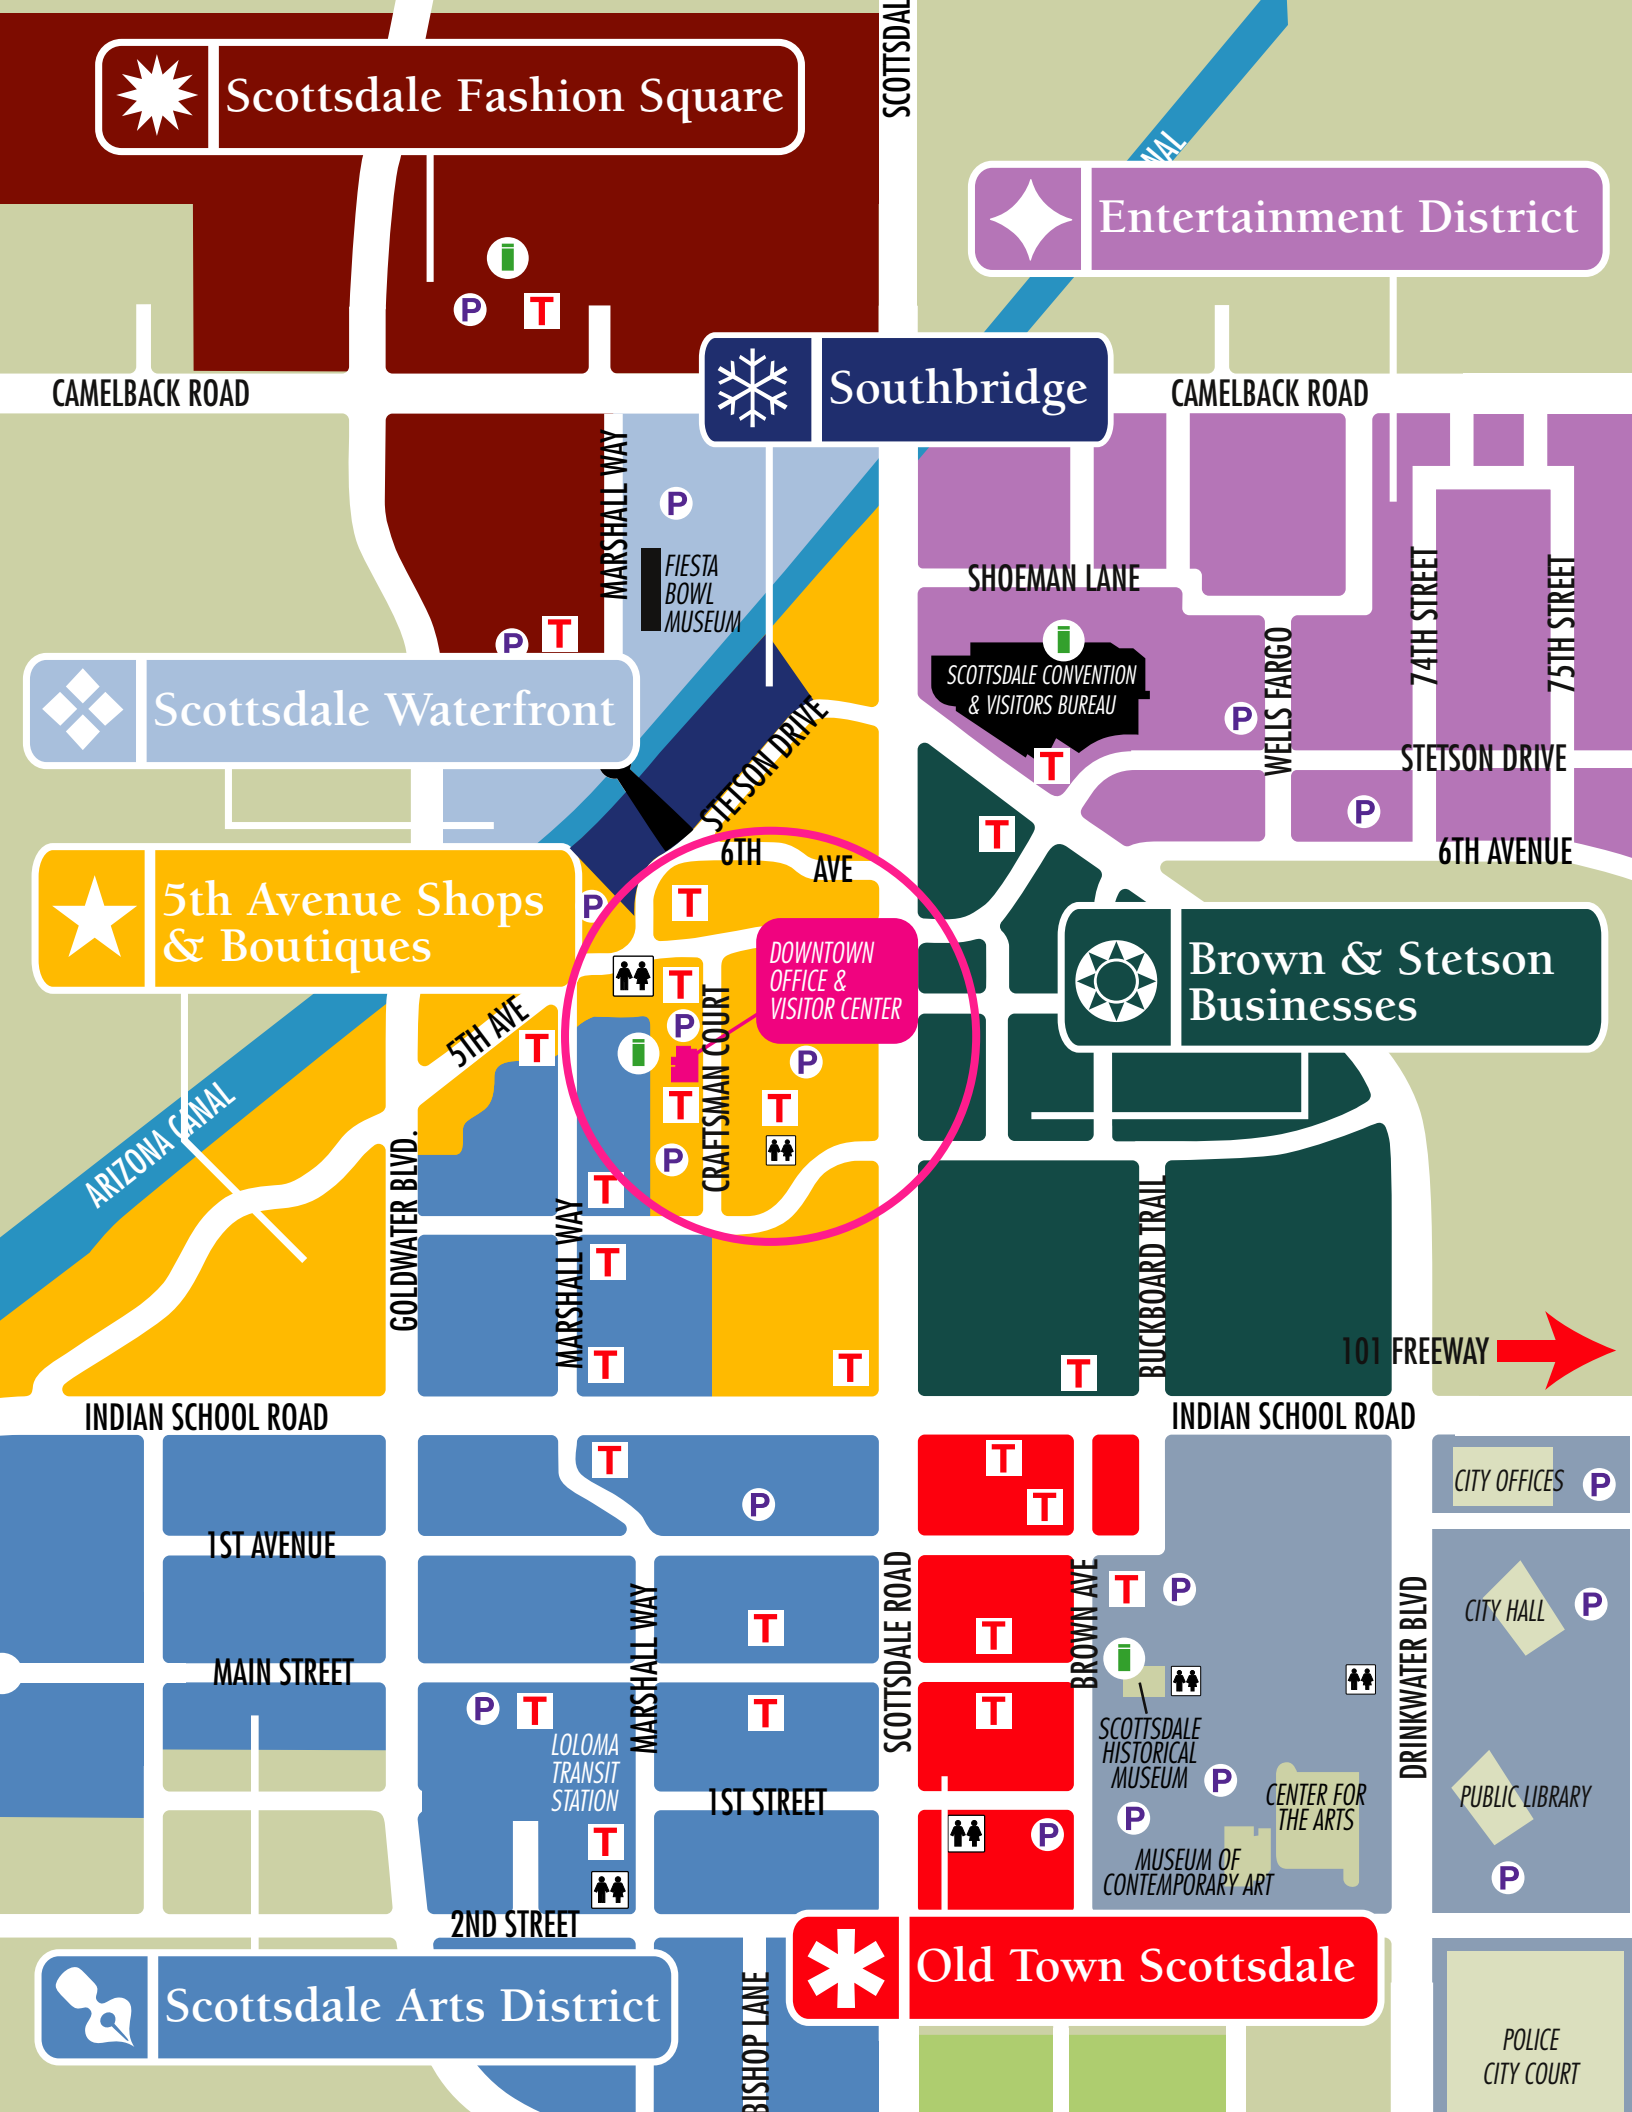 SCOTTSDAL
Scottsdale Fashion Square
NAL
Entertainment District
P
T
CAMELBACK ROAD
Southbridge
CAMELBACK ROAD
MARSHALL WAY
P
FIESTA
BOWL
MUSEUM
P
T
SHOEMAN LANE
74TH STREET
75TH STREET
WELLS FARGO
SCOTTSDALE CONVENTION
& VISITORS BUREAU
P
T
STETSON DRIVE
P
Scottsdale Waterfront
STETSON DRIVE
T
6TH
AVE
6TH AVENUE
5th Avenue Shops
& Boutiques
P
T
DOWNTOWN
OFFICE &
VISITOR CENTER
Brown & Stetson
Businesses
5TH AVE
T
T
P
CRAFTSMAN COURT
P
T
T
P
T
ARIZONA CANAL
GOLDWATER BLVD.
MARSHALL WAY
T
T
T
BUCKBOARD TRAIL
T
101 FREEWAY
INDIAN SCHOOL ROAD
INDIAN SCHOOL ROAD
T
P
T
T
CITY OFFICES
P
1ST AVENUE
MARSHALL WAY
T
SCOTTSDALE ROAD
T
BROWN AVE
T
P
DRINKWATER BLVD
CITY HALL
P
MAIN STREET
P
T
LOLOMA
TRANSIT
STATION
T
T
SCOTTSDALE
HISTORICAL
MUSEUM
P
P
CENTER FOR
THE ARTS
PUBLIC LIBRARY
1ST STREET
T
P
MUSEUM OF
CONTEMPORARY ART
P
2ND STREET
Scottsdale Arts District
BISHOP LANE
Old Town Scottsdale
POLICE
CITY COURT